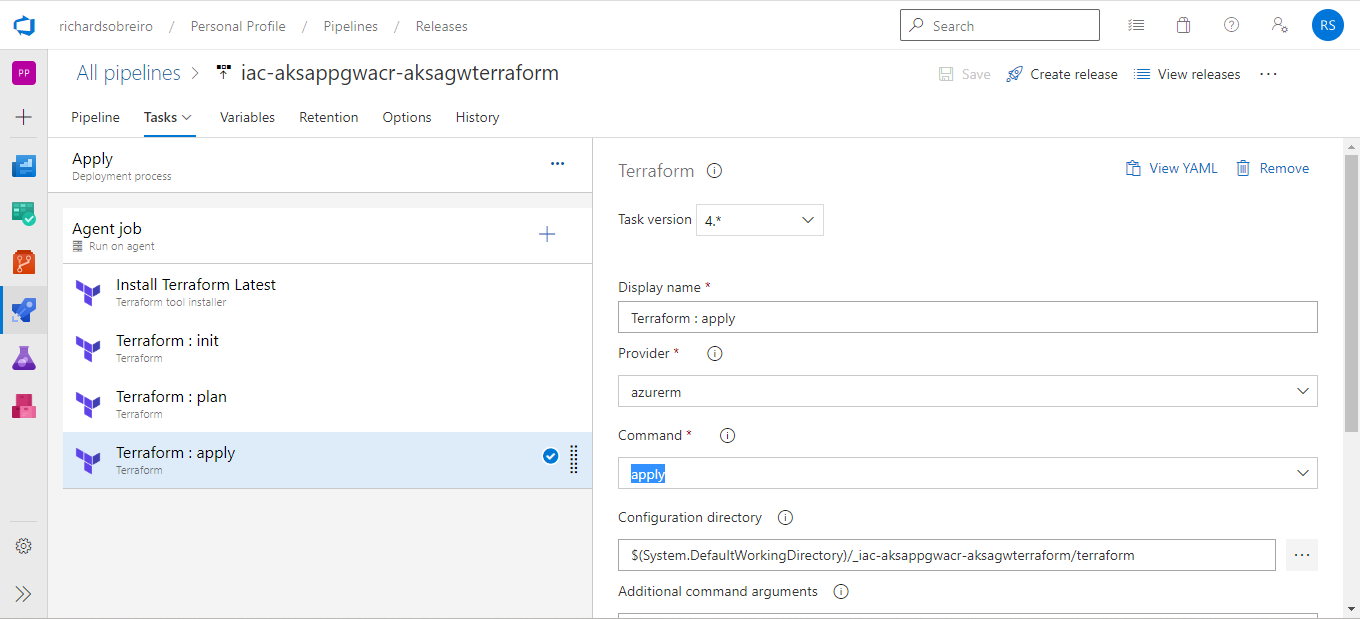 richardsobreiro / Personal Profile / Pipelines / Releases
Search
RS
PP
All pipelines > iac-aksappgwacr-aksagwterraform
Save
Create release
View releases
...
Pipeline
Tasks
Variables
Retention
Options
History
Apply
Deployment process
...
Agent job
Run on agent
Install Terraform Latest
Terraform tool installer
Terraform : init
Terraform
Terraform : plan
Terraform
Terraform : apply
Terraform
Terraform
View YAML
Remove
Task version
4.*
Display name *
Terraform : apply
Provider *
azurerm
Command *
apply
Configuration directory
$(System.DefaultWorkingDirectory)/_iac-aksappgwacr-aksagwterraform/terraform
...
Additional command arguments